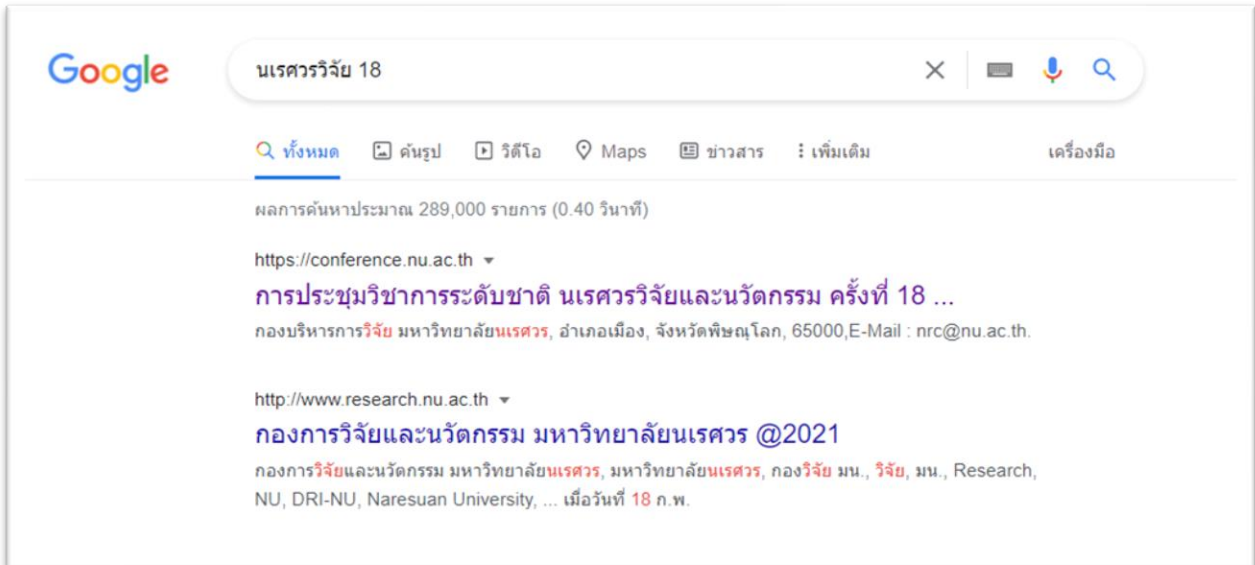 Google
นเรศวรวิจัย 18
ทั้งหมด ค้นรูป วิดีโอ Maps ข่าวสาร เพิ่มเติม เครื่องมือ
ผลการค้นหาประมาณ 289,000 รายการ (0.40 วินาที)
https://conference.nu.ac.th
การประชุมวิชาการระดับชาติ นเรศวรวิจัยและนวัตกรรม ครั้งที่ 18 ...
กองบริหารการวิจัย มหาวิทยาลัยนเรศวร, อำเภอเมือง, จังหวัดพิษณุโลก, 65000,E-Mail : nrc@nu.ac.th.
http://www.research.nu.ac.th
กองการวิจัยและนวัตกรรม มหาวิทยาลัยนเรศวร @2021
กองการวิจัยและนวัตกรรม มหาวิทยาลัยนเรศวร, มหาวิทยาลัยนเรศวร, กองวิจัย มน., วิจัย, มน., Research,
NU, DRI-NU, Naresuan University, ... เมื่อวันที่ 18 ก.พ.